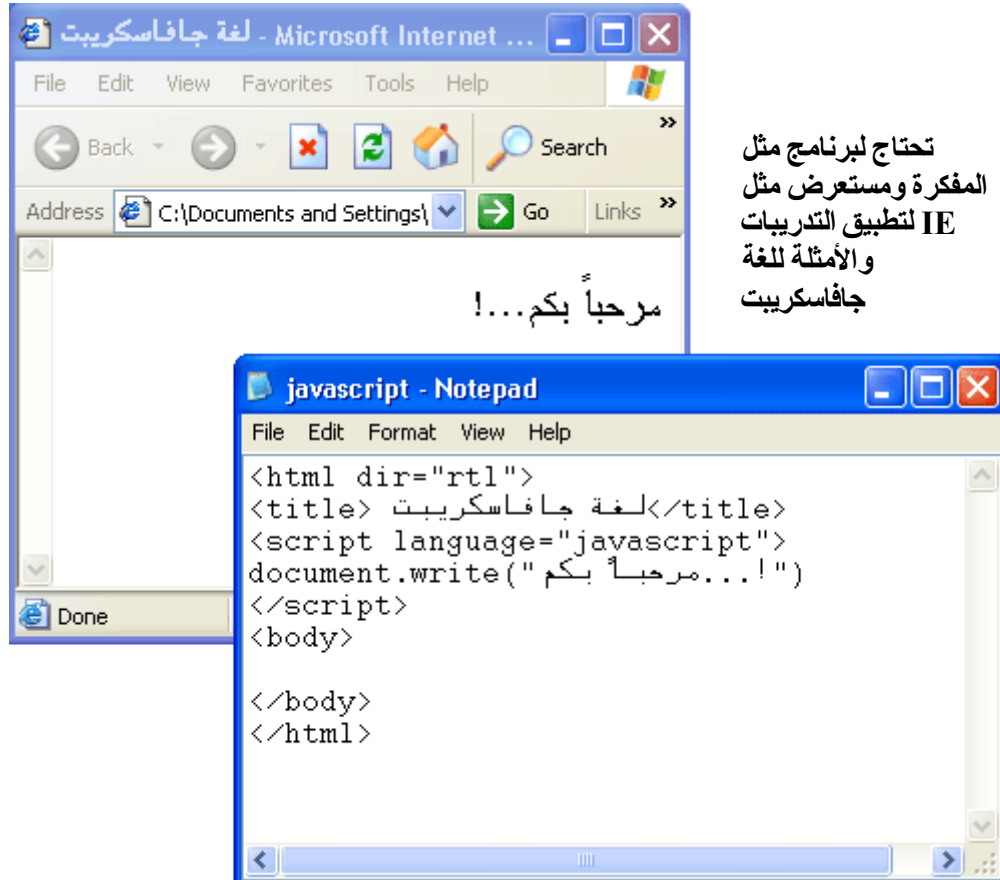 لغة جافاسكريبت - Microsoft Internet ...
File Edit View Favorites Tools Help
Back Search »
Address C:\Documents and Settings\ Go Links »
مرحباً بكم...!
Done
تحتاج لبرنامج مثل
المفكرة ومستعرض مثل
IE لتطبيق التدريبات
والأمثلة للغة
جافاسكريبت
javascript - Notepad
File Edit Format View Help
<html dir="rtl">
<title> لغة جافاسكريبت</title>
<script language="javascript">
document.write("مرحباً بكم...!")
</script>
<body>
</body>
</html>